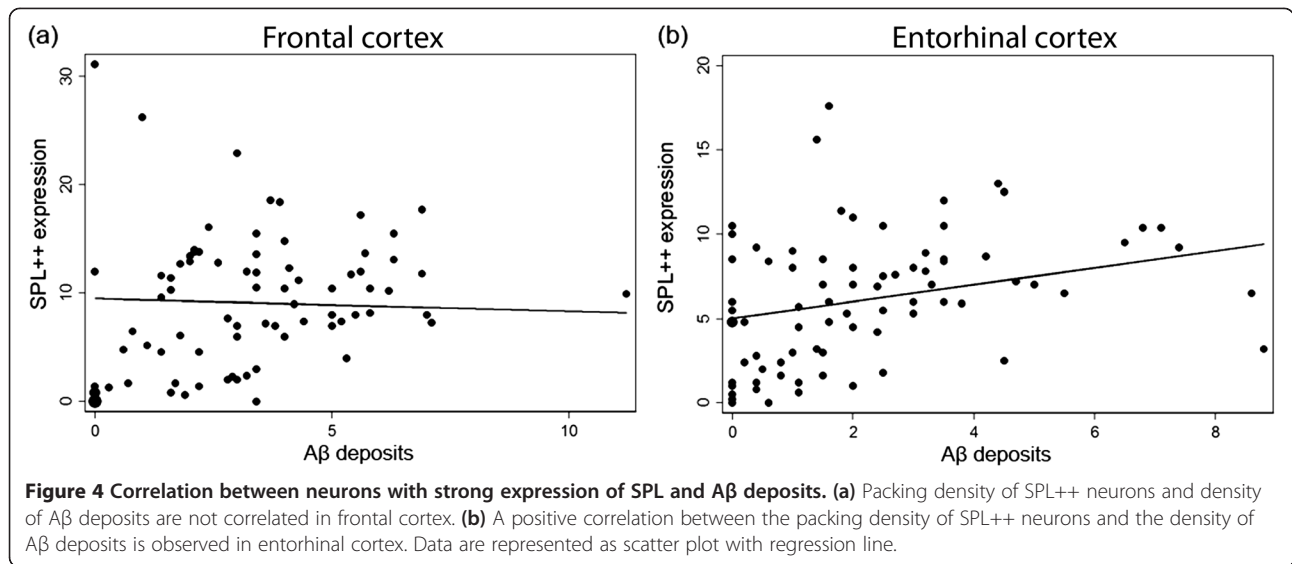 (a) Frontal cortex
(b) Entorhinal cortex
SPL++ expression
30
20
10
0
0 5 10
Aβ deposits
SPL++ expression
20
15
10
5
0
0 2 4 6 8
Aβ deposits
Figure 4 Correlation between neurons with strong expression of SPL and Aβ deposits. (a) Packing density of SPL++ neurons and density
of Aβ deposits are not correlated in frontal cortex. (b) A positive correlation between the packing density of SPL++ neurons and the density of
Aβ deposits is observed in entorhinal cortex. Data are represented as scatter plot with regression line.